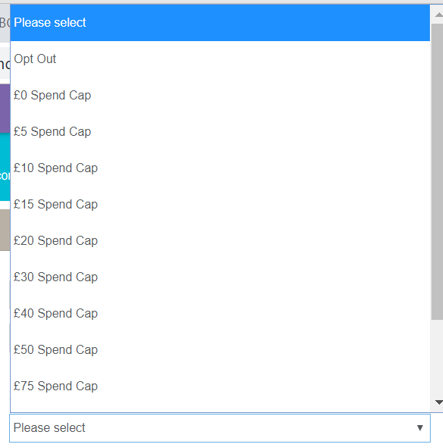 Please select
Opt Out
£0 Spend Cap
£5 Spend Cap
£10 Spend Cap
£15 Spend Cap
£20 Spend Cap
£30 Spend Cap
£40 Spend Cap
£50 Spend Cap
£75 Spend Cap
Please select